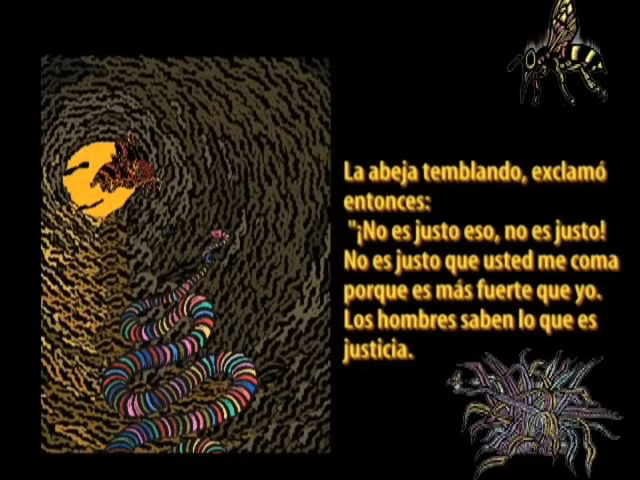 La abeja temblando, exclamó
entonces:
"¡No es justo eso, no es justo!
No es justo que usted me coma
porque es más fuerte que yo.
Los hombres saben lo que es
justicia.